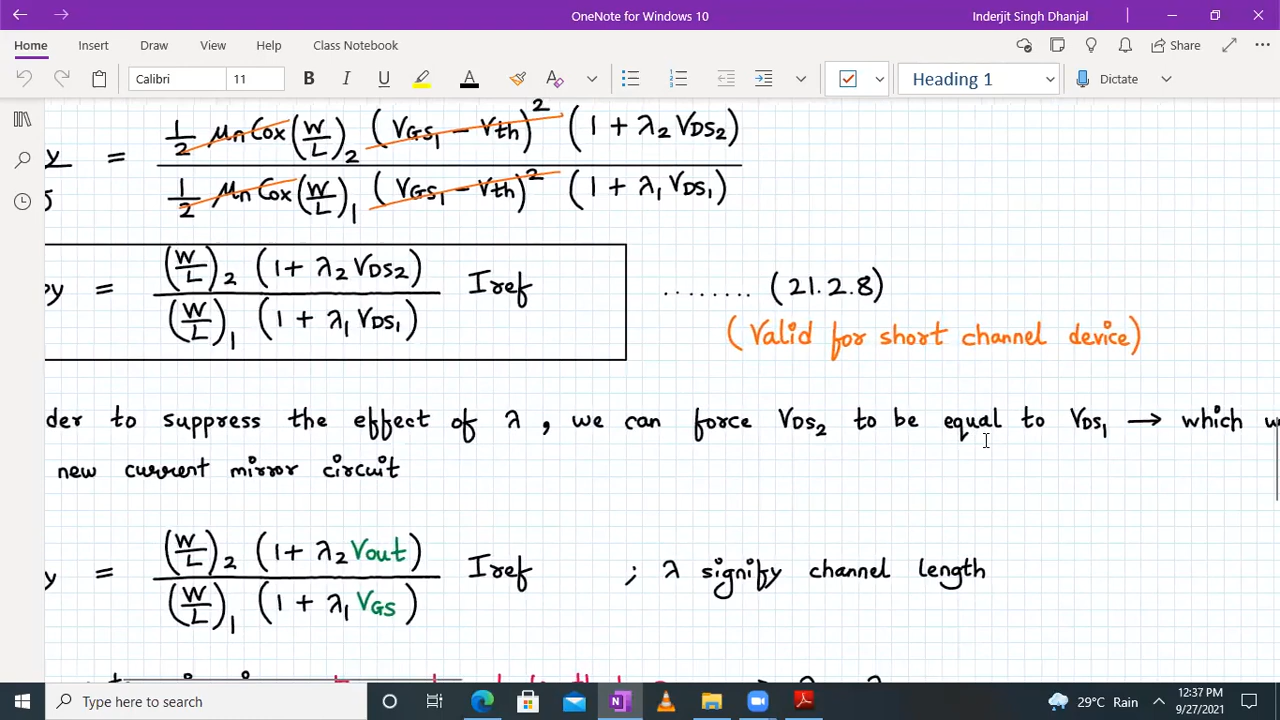 OneNote for Windows 10
Inderjit Singh Dhanjal
Home Insert Draw View Help Class Notebook
Share
Calibri 11 B I U A Heading 1 Dictate
y/5 = 1/2 μn Cox (W/L)2 (VGS1 - Vth)^2 (1 + λ2 VDS2) / 1/2 μn Cox (W/L)1 (VGS1 - Vth)^2 (1 + λ1 VDS1)
py = (W/L)2 (1 + λ2 VDS2) / (W/L)1 (1 + λ1 VDS1) Iref ........ (21.2.8)
(Valid for short channel device)
der to suppress the effect of λ, we can force VDS2 to be equal to VDS1 → which
new current mirror circuit
y = (W/L)2 (1 + λ2 Vout) / (W/L)1 (1 + λ1 VGS) Iref ; λ signify channel length
Type here to search
29°C Rain
12:37 PM
9/27/2021